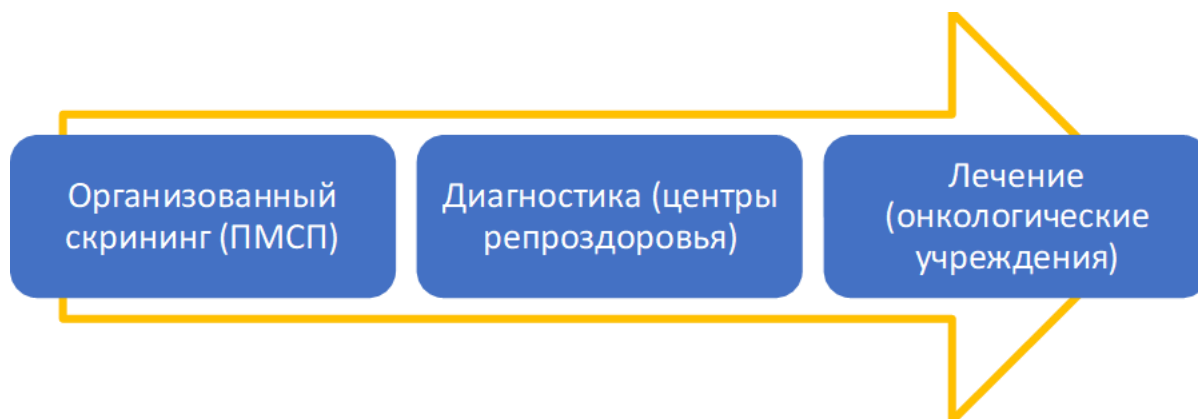 Организованный
скрининг (ПМСП)
Диагностика (центры
репроздоровья)
Лечение
(онкологические
учреждения)